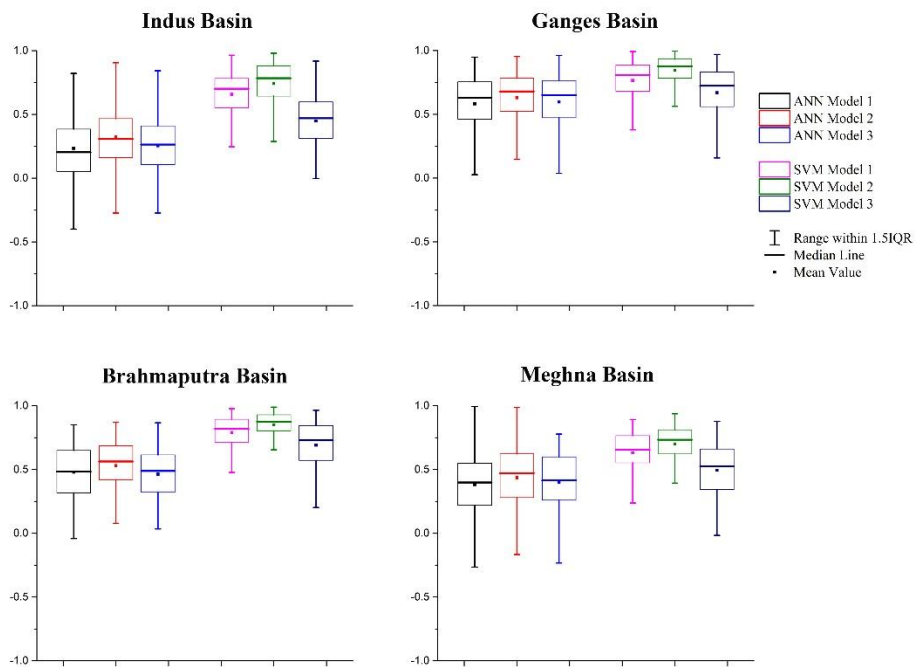 Indus Basin
1.0
0.5
0.0
-0.5
-1.0
Ganges Basin
1.0
0.5
0.0
-0.5
-1.0
ANN Model 1
ANN Model 2
ANN Model 3
SVM Model 1
SVM Model 2
SVM Model 3
Range within 1.5IQR
Median Line
Mean Value
Brahmaputra Basin
1.0
0.5
0.0
-0.5
-1.0
Meghna Basin
1.0
0.5
0.0
-0.5
-1.0